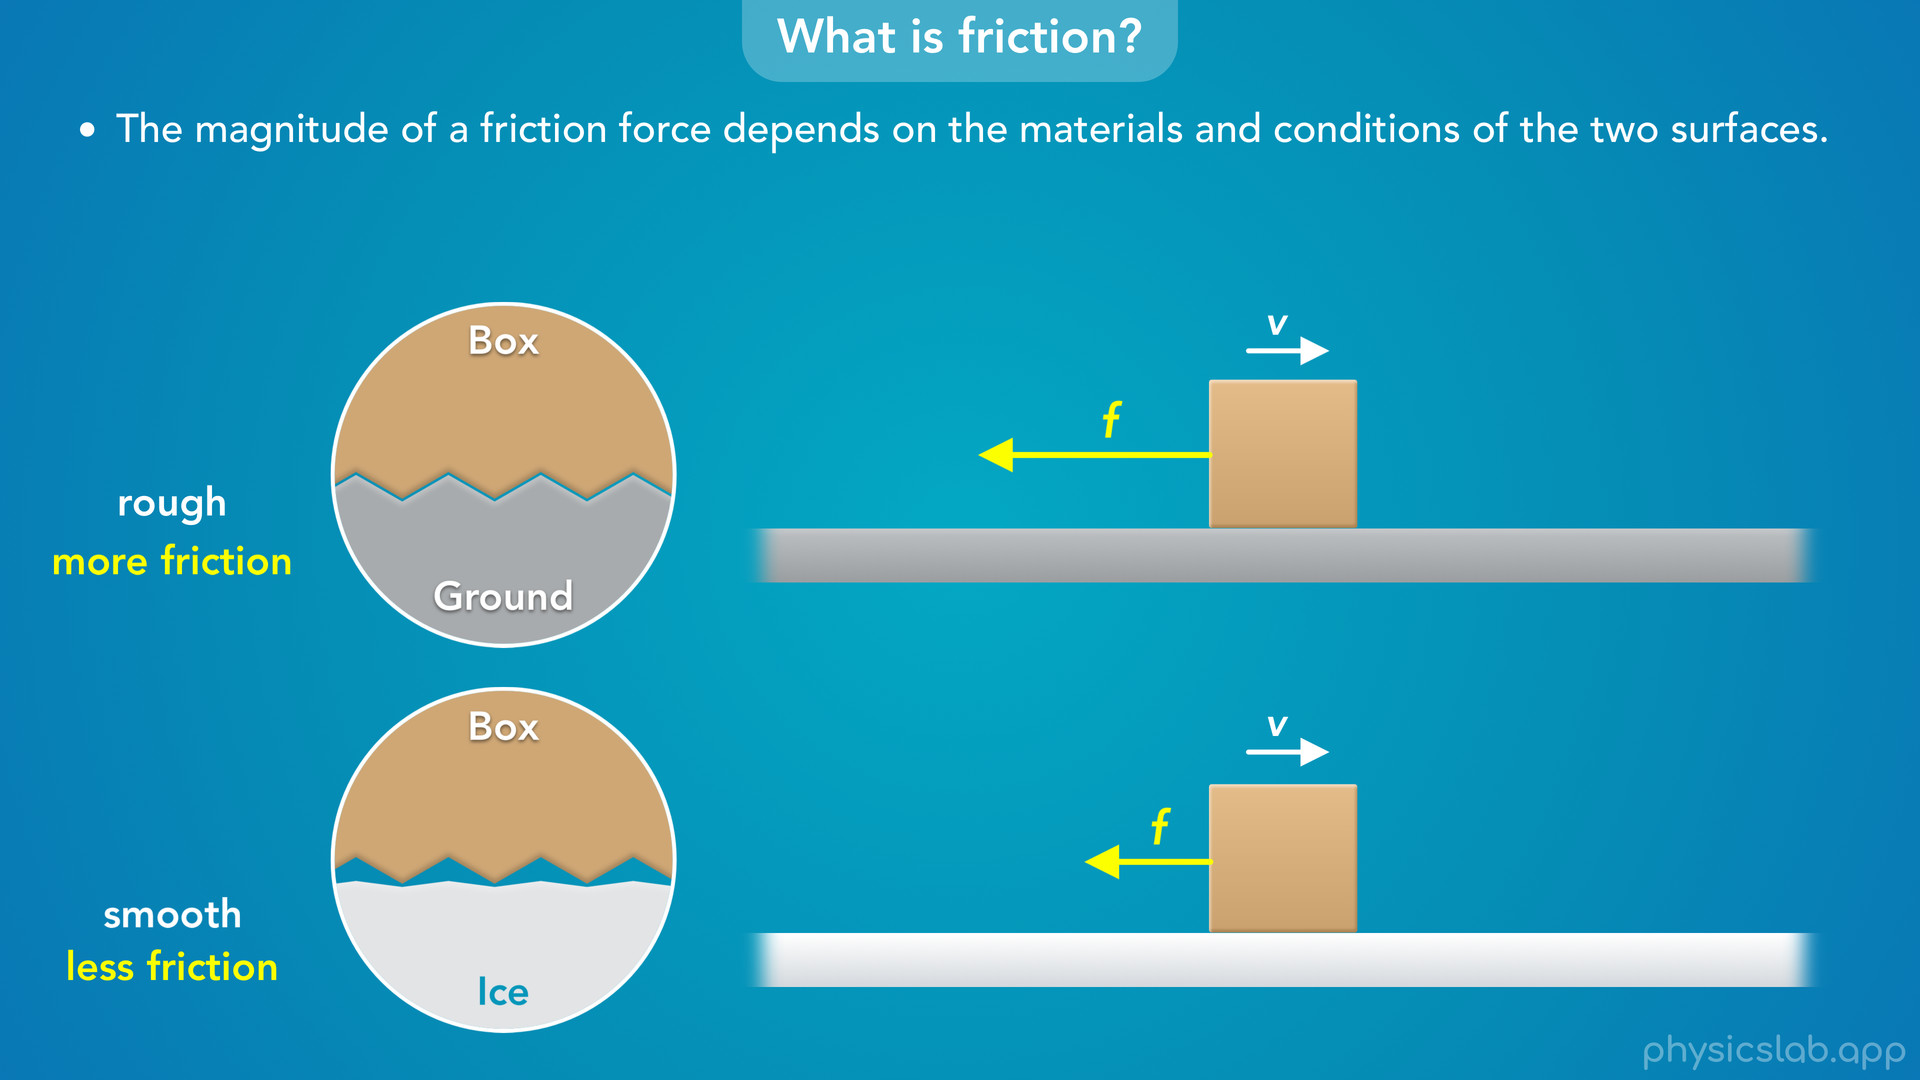 What is friction?
• The magnitude of a friction force depends on the materials and conditions of the two surfaces.
Box
rough
more friction
Ground
v
f
Box
smooth
less friction
Ice
v
f
physicslab.app